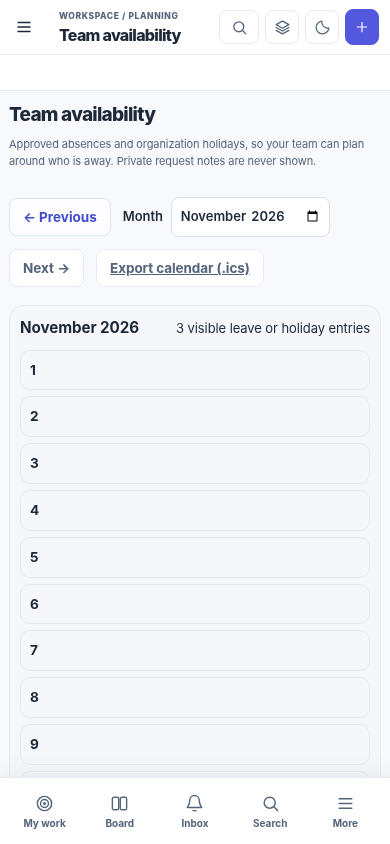 WORKSPACE / PLANNING
Team availability
Team availability
Approved absences and organization holidays, so your team can plan
around who is away. Private request notes are never shown.
← Previous
Month
November 2026
Next →
Export calendar (.ics)
November 2026
3 visible leave or holiday entries
1
2
3
4
5
6
7
8
9
My work
Board
Inbox
Search
More